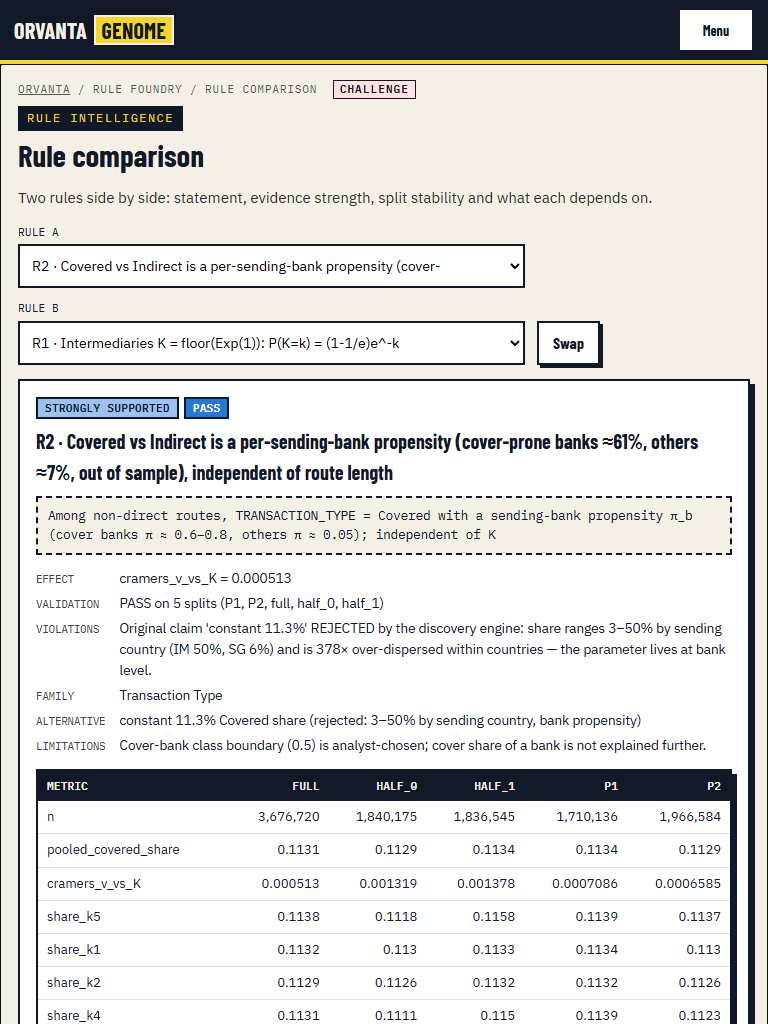 ORVANTA GENOME
Menu
ORVANTA / RULE FOUNDRY / RULE COMPARISON CHALLENGE
RULE INTELLIGENCE
Rule comparison
Two rules side by side: statement, evidence strength, split stability and what each depends on.
RULE A
R2 · Covered vs Indirect is a per-sending-bank propensity (cover-
RULE B
R1 · Intermediaries K = floor(Exp(1)): P(K=k) = (1-1/e)e^-k
Swap
STRONGLY SUPPORTED PASS
R2 · Covered vs Indirect is a per-sending-bank propensity (cover-prone banks ≈61%, others
≈7%, out of sample), independent of route length
Among non-direct routes, TRANSACTION_TYPE = Covered with a sending-bank propensity π_b
(cover banks π ≈ 0.6–0.8, others π ≈ 0.05); independent of K
EFFECT cramers_v_vs_K = 0.000513
VALIDATION PASS on 5 splits (P1, P2, full, half_0, half_1)
VIOLATIONS Original claim 'constant 11.3%' REJECTED by the discovery engine: share ranges 3–50% by sending
country (IM 50%, SG 6%) and is 378× over-dispersed within countries — the parameter lives at bank
level.
FAMILY Transaction Type
ALTERNATIVE constant 11.3% Covered share (rejected: 3–50% by sending country, bank propensity)
LIMITATIONS Cover-bank class boundary (0.5) is analyst-chosen; cover share of a bank is not explained further.
METRIC FULL HALF_0 HALF_1 P1 P2
n 3,676,720 1,840,175 1,836,545 1,710,136 1,966,584
pooled_covered_share 0.1131 0.1129 0.1134 0.1134 0.1129
cramers_v_vs_K 0.000513 0.001319 0.001378 0.0007086 0.0006585
share_k5 0.1138 0.1118 0.1158 0.1139 0.1137
share_k1 0.1132 0.113 0.1133 0.1134 0.113
share_k2 0.1129 0.1126 0.1132 0.1132 0.1126
share_k4 0.1131 0.1111 0.115 0.1139 0.1123